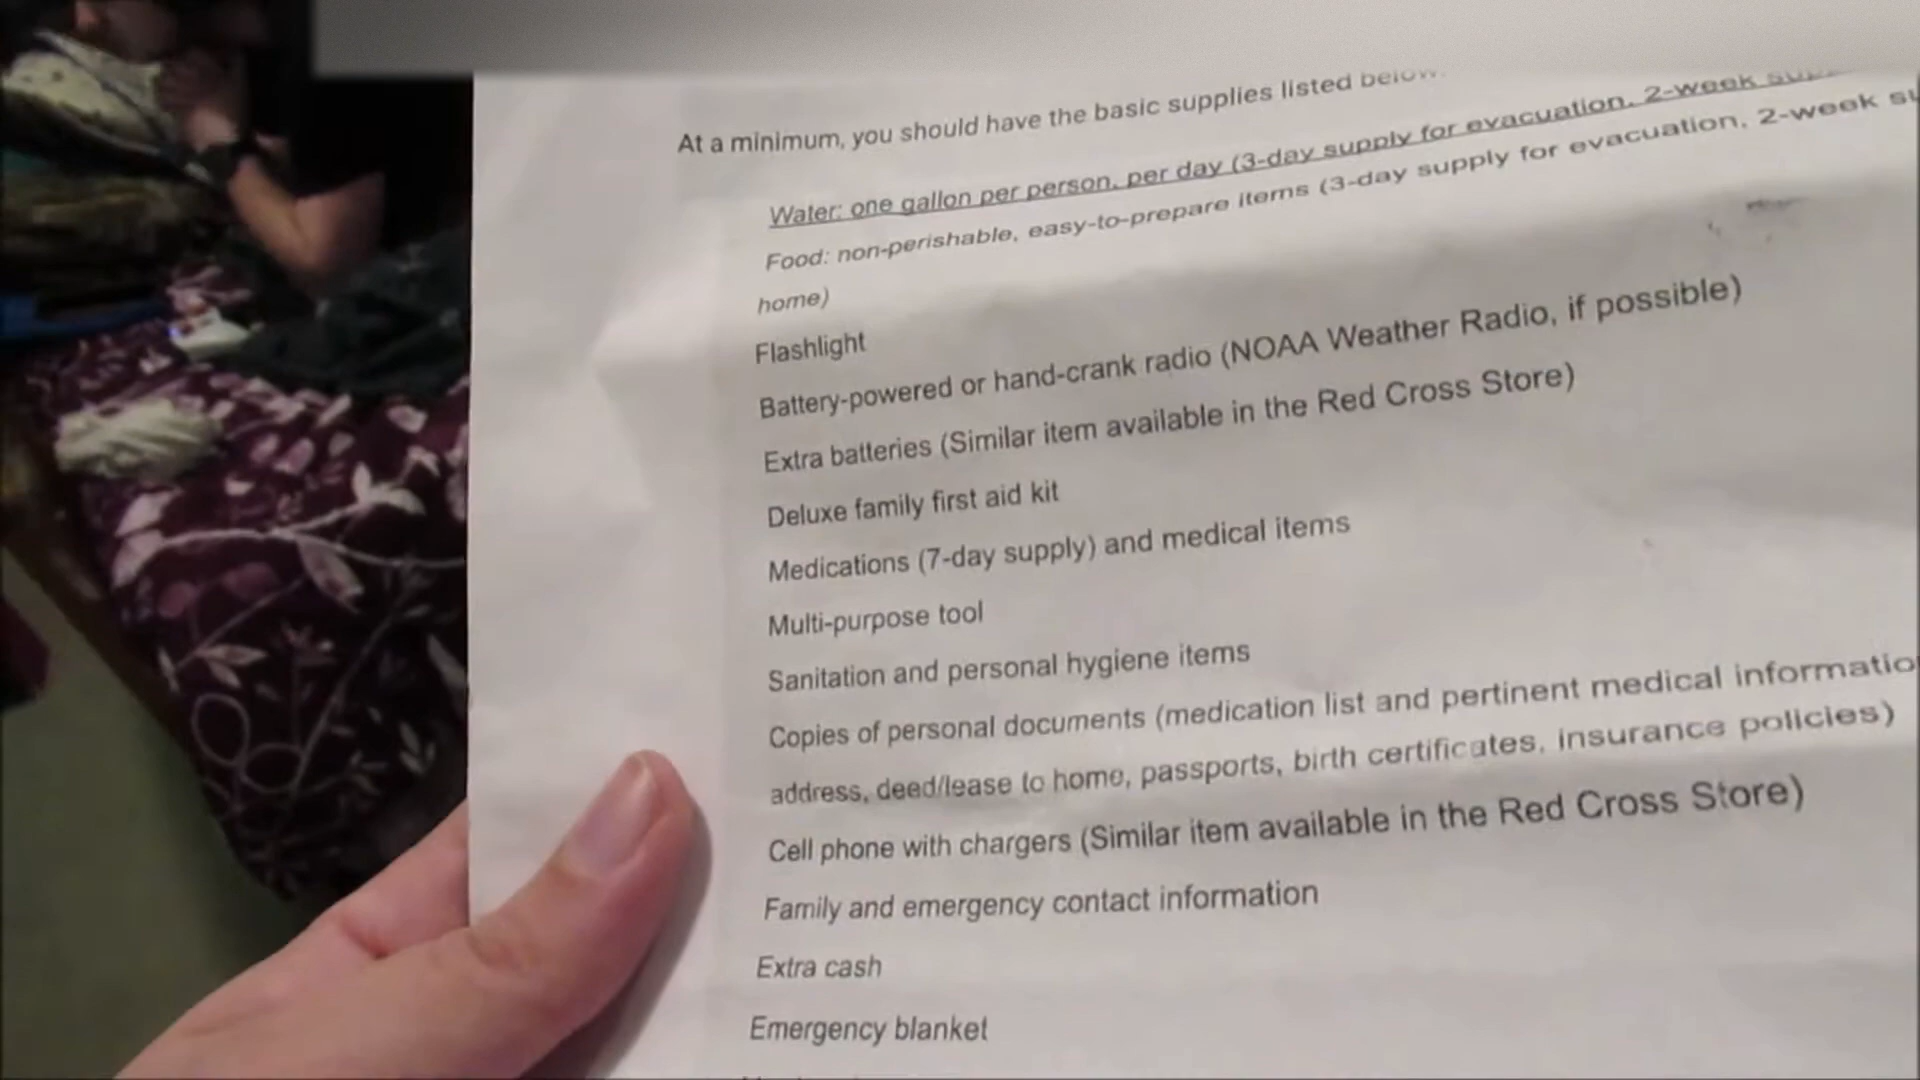 At a minimum, you should have the basic supplies listed below.
Water: one gallon per person, per day (3-day supply for evacuation, 2-week
Food: non-perishable, easy-to-prepare items (3-day supply for evacuation, 2-week
home)
Flashlight
Battery-powered or hand-crank radio (NOAA Weather Radio, if possible)
Extra batteries (Similar item available in the Red Cross Store)
Deluxe family first aid kit
Medications (7-day supply) and medical items
Multi-purpose tool
Sanitation and personal hygiene items
Copies of personal documents (medication list and pertinent medical informatio
address, deed/lease to home, passports, birth certificates, insurance policies)
Cell phone with chargers (Similar item available in the Red Cross Store)
Family and emergency contact information
Extra cash
Emergency blanket